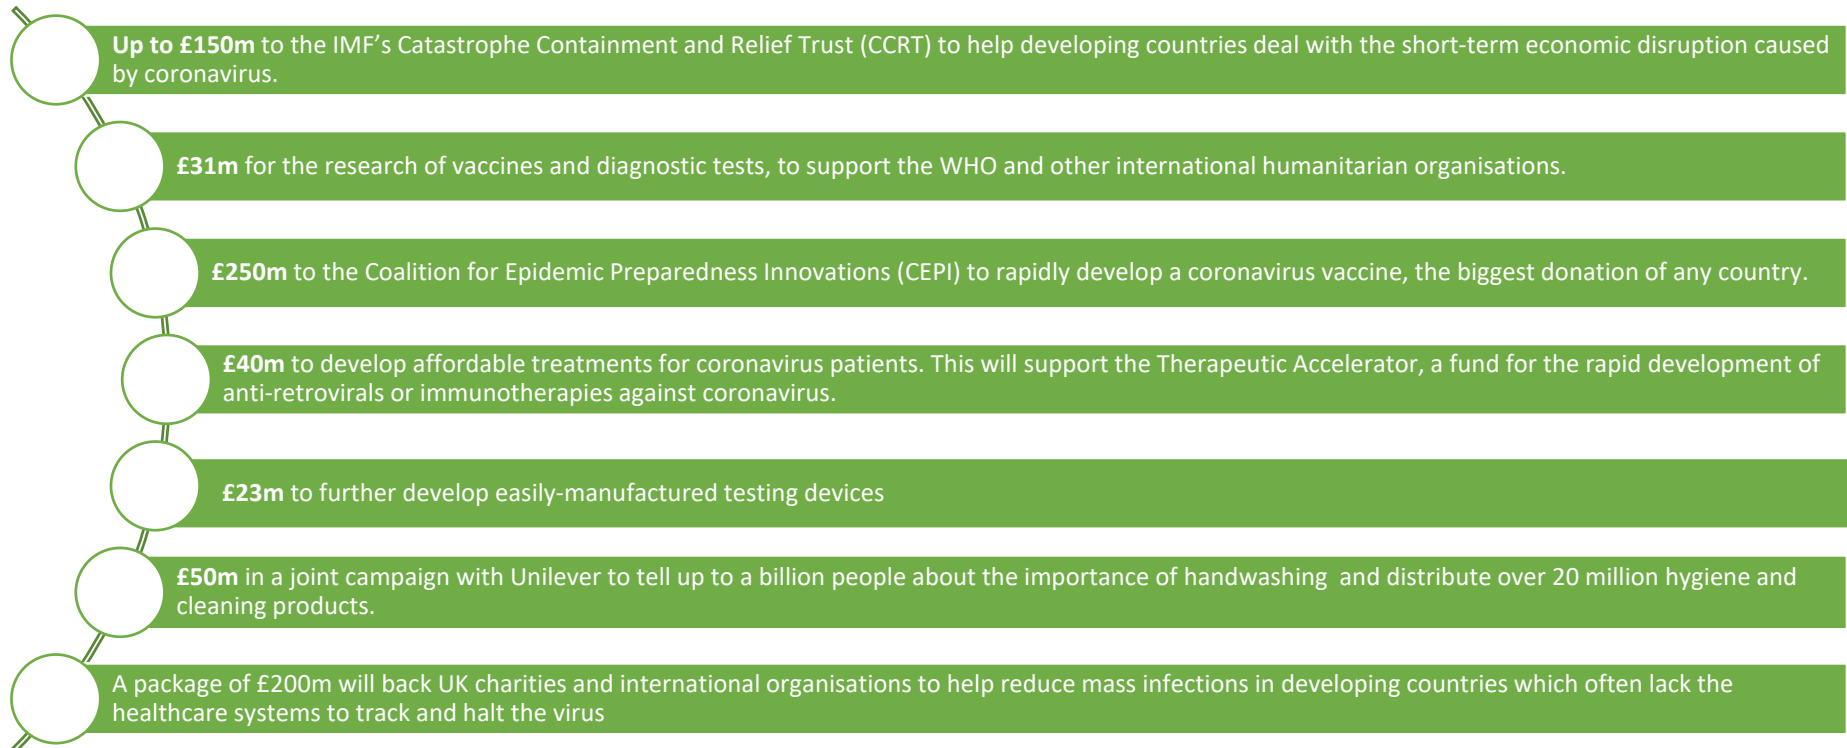 Up to £150m to the IMF’s Catastrophe Containment and Relief Trust (CCRT) to help developing countries deal with the short-term economic disruption caused
by coronavirus.
£31m for the research of vaccines and diagnostic tests, to support the WHO and other international humanitarian organisations.
£250m to the Coalition for Epidemic Preparedness Innovations (CEPI) to rapidly develop a coronavirus vaccine, the biggest donation of any country.
£40m to develop affordable treatments for coronavirus patients. This will support the Therapeutic Accelerator, a fund for the rapid development of
anti-retrovirals or immunotherapies against coronavirus.
£23m to further develop easily-manufactured testing devices
£50m in a joint campaign with Unilever to tell up to a billion people about the importance of handwashing  and distribute over 20 million hygiene and
cleaning products.
A package of £200m will back UK charities and international organisations to help reduce mass infections in developing countries which often lack the
healthcare systems to track and halt the virus